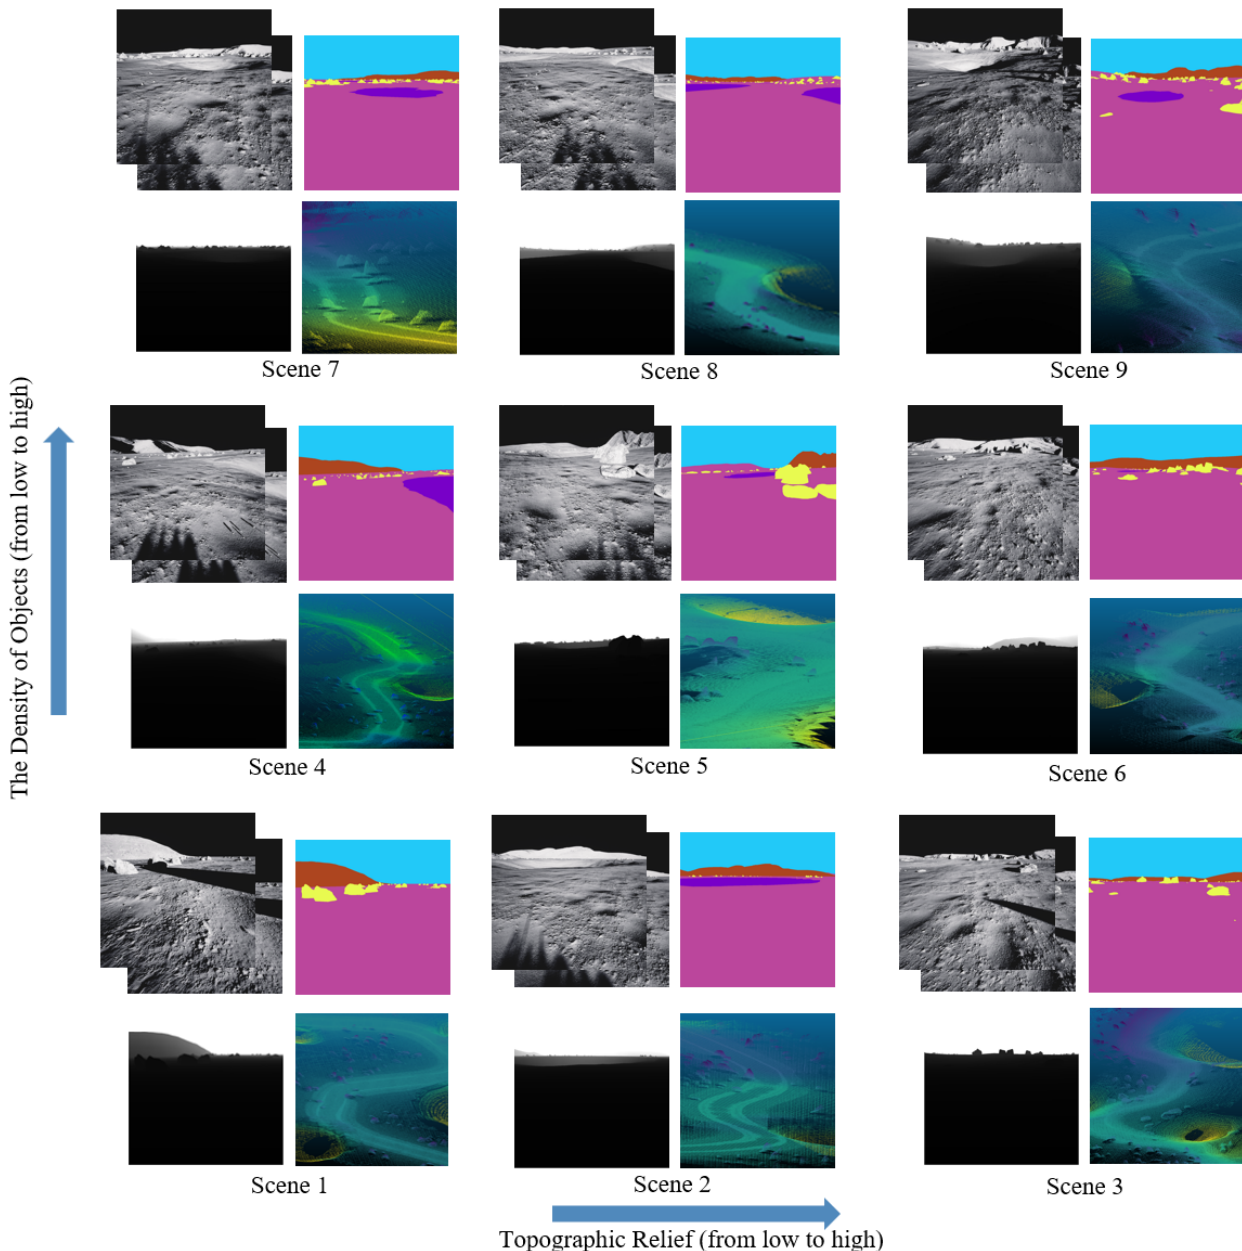 Scene 7
Scene 8
Scene 9
The Density of Objects (from low to high)
Scene 4
Scene 5
Scene 6
Scene 1
Scene 2
Scene 3
Topographic Relief (from low to high)